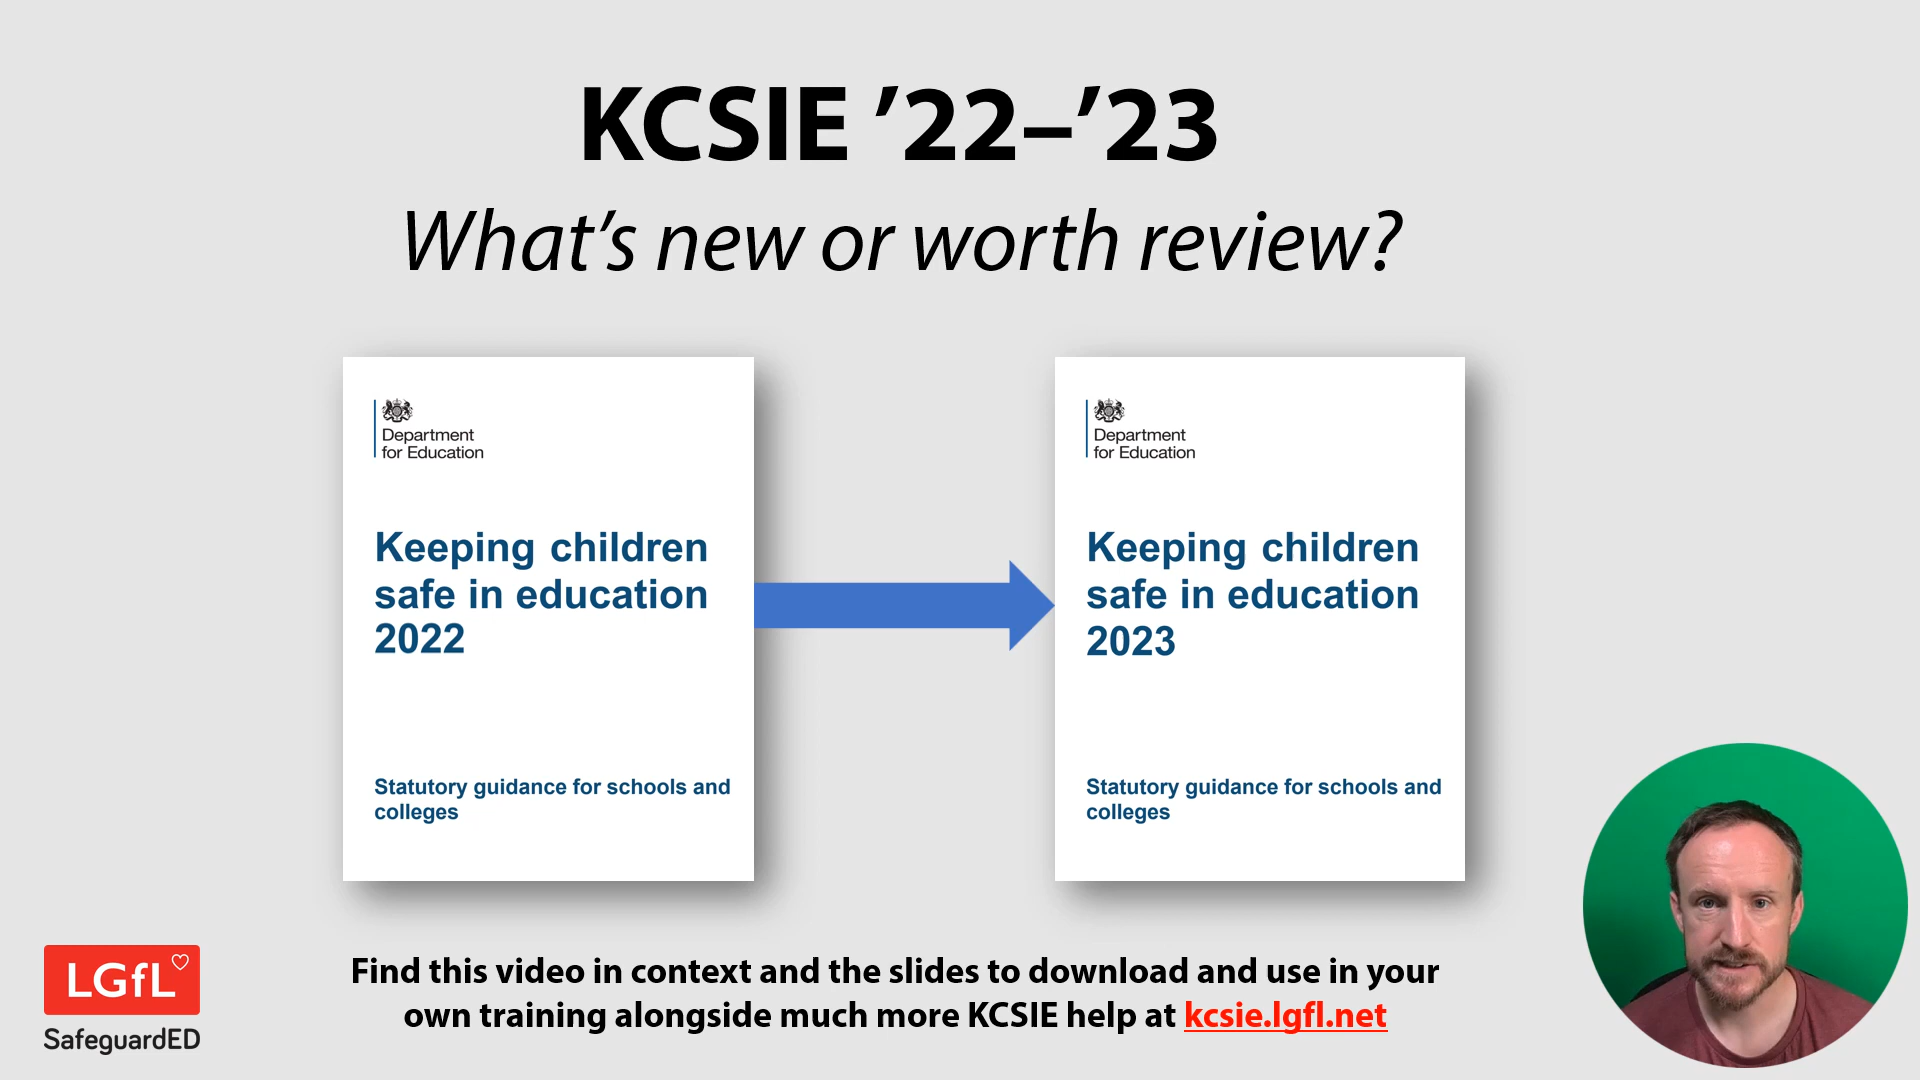 KCSIE ’22–’23
What’s new or worth review?
Department
for Education
Keeping children
safe in education
2022
Statutory guidance for schools and
colleges
Department
for Education
Keeping children
safe in education
2023
Statutory guidance for schools and
colleges
LGfL
SafeguardED
Find this video in context and the slides to download and use in your
own training alongside much more KCSIE help at kcsie.lgfl.net